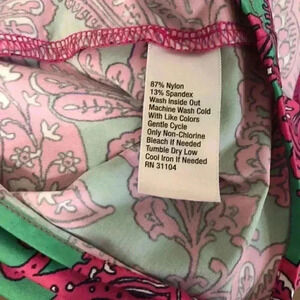 87% Nylon
13% Spandex
Wash Inside Out
Machine Wash Cold
With Like Colors
Gentle Cycle
Only Non-Chlorine
Bleach If Needed
Tumble Dry Low
Cool Iron If Needed
RN 31104